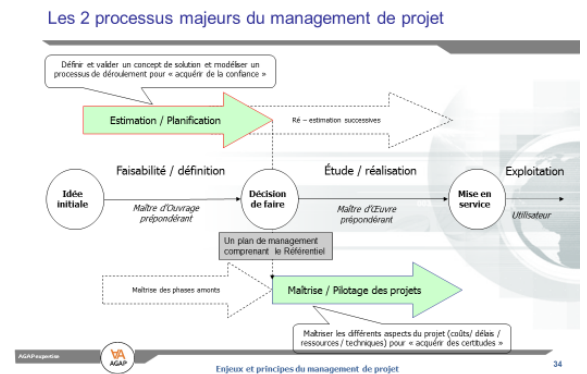 Les 2 processus majeurs du management de projet
Définir et valider un concept de solution et modéliser un
processus de déroulement pour « acquérir de la confiance »
Estimation / Planification
Ré – estimation successives
Faisabilité / définition
Étude / réalisation
Exploitation
Idée
initiale
Décision
de faire
Mise en
service
Maître d'Ouvrage
prépondérant
Maître d'Œuvre
prépondérant
Utilisateur
Un plan de management
comprenant le Référentiel
Maîtrise des phases amonts
Maîtrise / Pilotage des projets
Maîtriser les différents aspects du projet (coûts/ délais /
ressources / techniques) pour « acquérir des certitudes »
AGAP expertise
AGAP
Enjeux et principes du management de projet
34